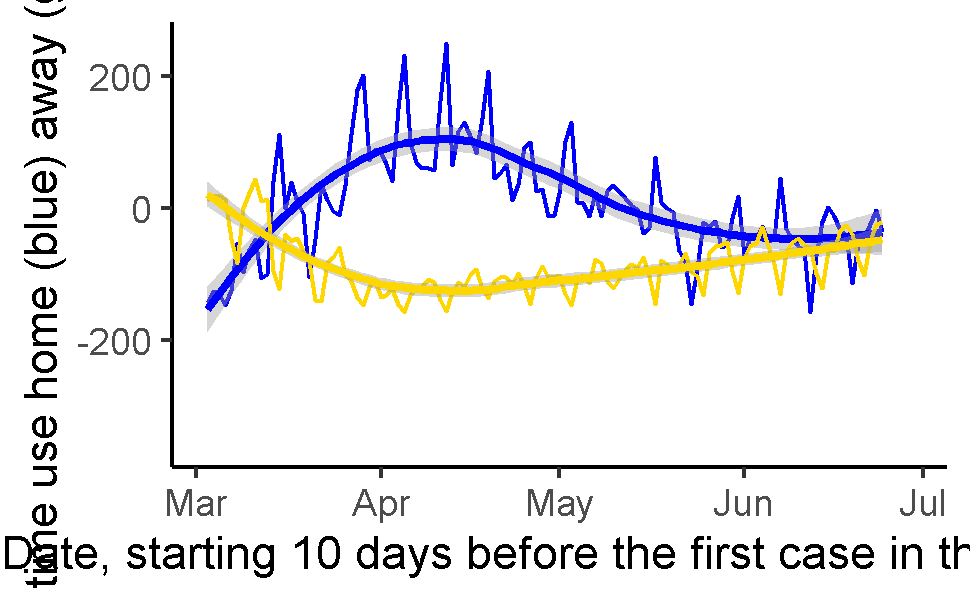 time use home (blue) away (
200
0
-200
Mar Apr May Jun Jul
Date, starting 10 days before the first case in th